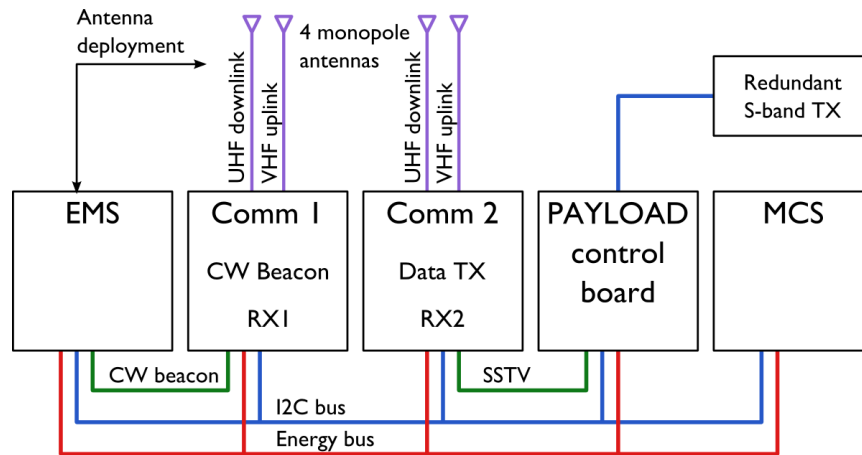 Antenna
deployment
4 monopole
antennas
UHF downlink
VHF uplink
UHF downlink
VHF uplink
Redundant
S-band TX
EMS
Comm 1
CW Beacon
RX1
Comm 2
Data TX
RX2
PAYLOAD
control
board
MCS
CW beacon
SSTV
I2C bus
Energy bus